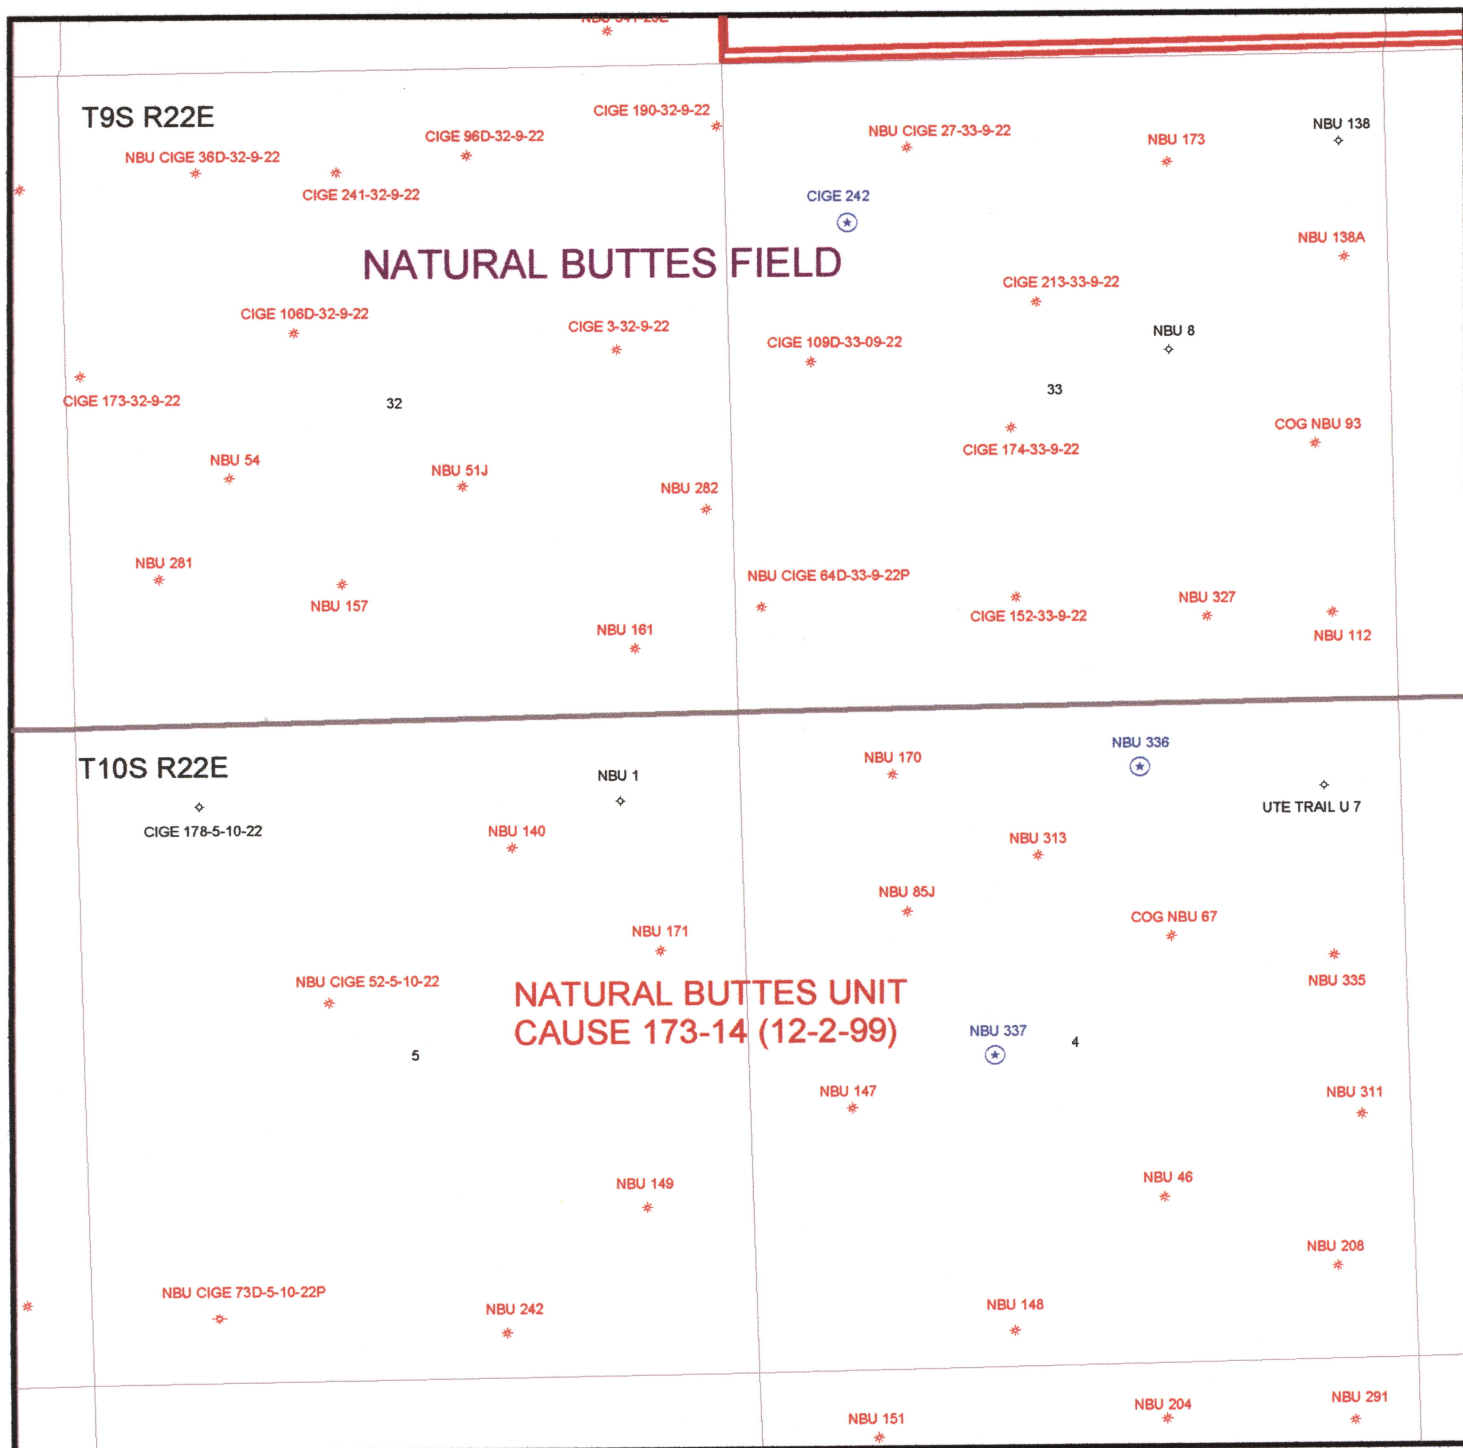 NBU 341-29E
T9S R22E
CIGE 190-32-9-22
CIGE 96D-32-9-22
NBU CIGE 27-33-9-22
NBU 173
NBU 138
NBU CIGE 36D-32-9-22
CIGE 241-32-9-22
CIGE 242
NBU 138A
NATURAL BUTTES FIELD
CIGE 213-33-9-22
CIGE 106D-32-9-22
CIGE 3-32-9-22
CIGE 109D-33-09-22
NBU 8
CIGE 173-32-9-22
32
33
COG NBU 93
CIGE 174-33-9-22
NBU 54
NBU 51J
NBU 282
NBU 281
NBU CIGE 64D-33-9-22P
NBU 157
CIGE 152-33-9-22
NBU 327
NBU 161
NBU 112
T10S R22E
NBU 1
NBU 170
NBU 336
CIGE 178-5-10-22
UTE TRAIL U 7
NBU 140
NBU 313
NBU 85J
COG NBU 67
NBU 171
NBU CIGE 52-5-10-22
NBU 335
NATURAL BUTTES UNIT
CAUSE 173-14 (12-2-99)
NBU 337
4
5
NBU 147
NBU 311
NBU 149
NBU 46
NBU 208
NBU CIGE 73D-5-10-22P
NBU 242
NBU 148
NBU 151
NBU 204
NBU 291